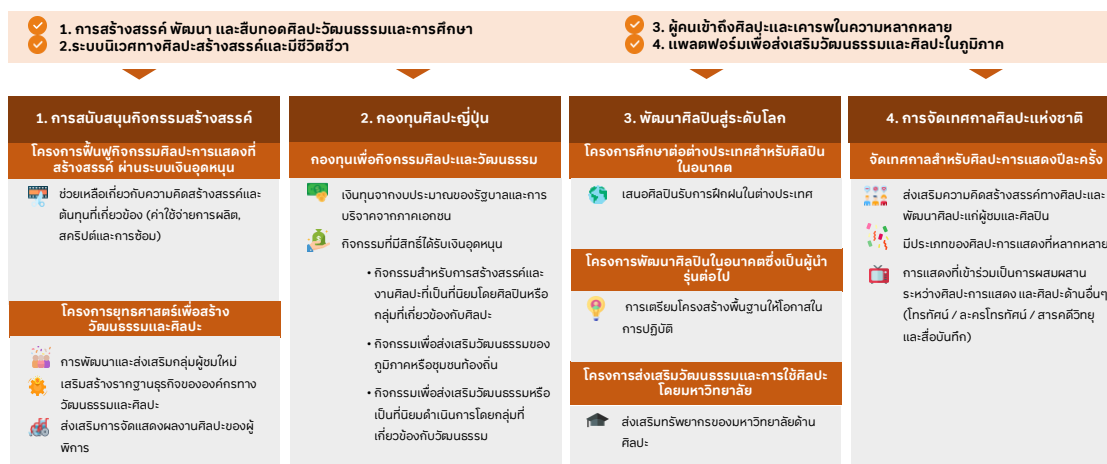 1. การสร้างสรรค์ พัฒนา และสืบทอดศิลปะวัฒนธรรมและการศึกษา
2.ระบบนิเวศทางศิลปะสร้างสรรค์และมีชีวิตชีวา
3. ผู้คนเข้าถึงศิลปะและเคารพในความหลากหลาย
4. แพลตฟอร์มเพื่อส่งเสริมวัฒนธรรมและศิลปะในภูมิภาค
1. การสนับสนุนกิจกรรมสร้างสรรค์
โครงการฟื้นฟูกิจกรรมศิลปะการแสดงที่
สร้างสรรค์ ผ่านระบบเงินอุดหนุน
ช่วยเหลือเกี่ยวกับความคิดสร้างสรรค์และ
ต้นทุนที่เกี่ยวข้อง (ค่าใช้จ่ายการผลิต,
สคริปต์และการซ้อม)
โครงการยุทธศาสตร์เพื่อสร้าง
วัฒนธรรมและศิลปะ
การพัฒนาและส่งเสริมกลุ่มผู้ชมใหม่
เสริมสร้างรากฐานธุรกิจขององค์กรทาง
วัฒนธรรมและศิลปะ
ส่งเสริมการจัดแสดงผลงานศิลปะของผู้
พิการ
2. กองทุนศิลปะญี่ปุ่น
กองทุนเพื่อกิจกรรมศิลปะและวัฒนธรรม
เงินทุนจากงบประมาณของรัฐบาลและการ
บริจาคจากภาคเอกชน
กิจกรรมที่มีสิทธิ์ได้รับเงินอุดหนุน
• กิจกรรมสำหรับการสร้างสรรค์และ
งานศิลปะที่เป็นที่นิยมโดยศิลปินหรือ
กลุ่มที่เกี่ยวข้องกับศิลปะ
• กิจกรรมเพื่อส่งเสริมวัฒนธรรมของ
ภูมิภาคหรือชุมชนท้องถิ่น
• กิจกรรมเพื่อส่งเสริมวัฒนธรรมหรือ
เป็นที่นิยมดำเนินการโดยกลุ่มที่
เกี่ยวข้องกับวัฒนธรรม
3. พัฒนาศิลปินสู่ระดับโลก
โครงการศึกษาต่อต่างประเทศสำหรับศิลปิน
ในอนาคต
เสนอศิลปินรับการฝึกฝนในต่างประเทศ
โครงการพัฒนาศิลปินในอนาคตซึ่งเป็นผู้นำ
รุ่นต่อไป
การเตรียมโครงสร้างพื้นฐานให้โอกาสใน
การปฏิบัติ
โครงการส่งเสริมวัฒนธรรมและการใช้ศิลปะ
โดยมหาวิทยาลัย
ส่งเสริมทรัพยากรของมหาวิทยาลัยด้าน
ศิลปะ
4. การจัดเทศกาลศิลปะแห่งชาติ
จัดเทศกาลสำหรับศิลปะการแสดงปีละครั้ง
ส่งเสริมความคิดสร้างสรรค์ทางศิลปะและ
พัฒนาศิลปะแก่ผู้ชมและศิลปิน
มีประเภทของศิลปะการแสดงที่หลากหลาย
การแสดงที่เข้าร่วมเป็นการผสมผสาน
ระหว่างศิลปะการแสดง และศิลปะด้านอื่นๆ
(โทรทัศน์ / ละครโทรทัศน์ / สารคดีวิทยุ
และสื่อบันทึก)